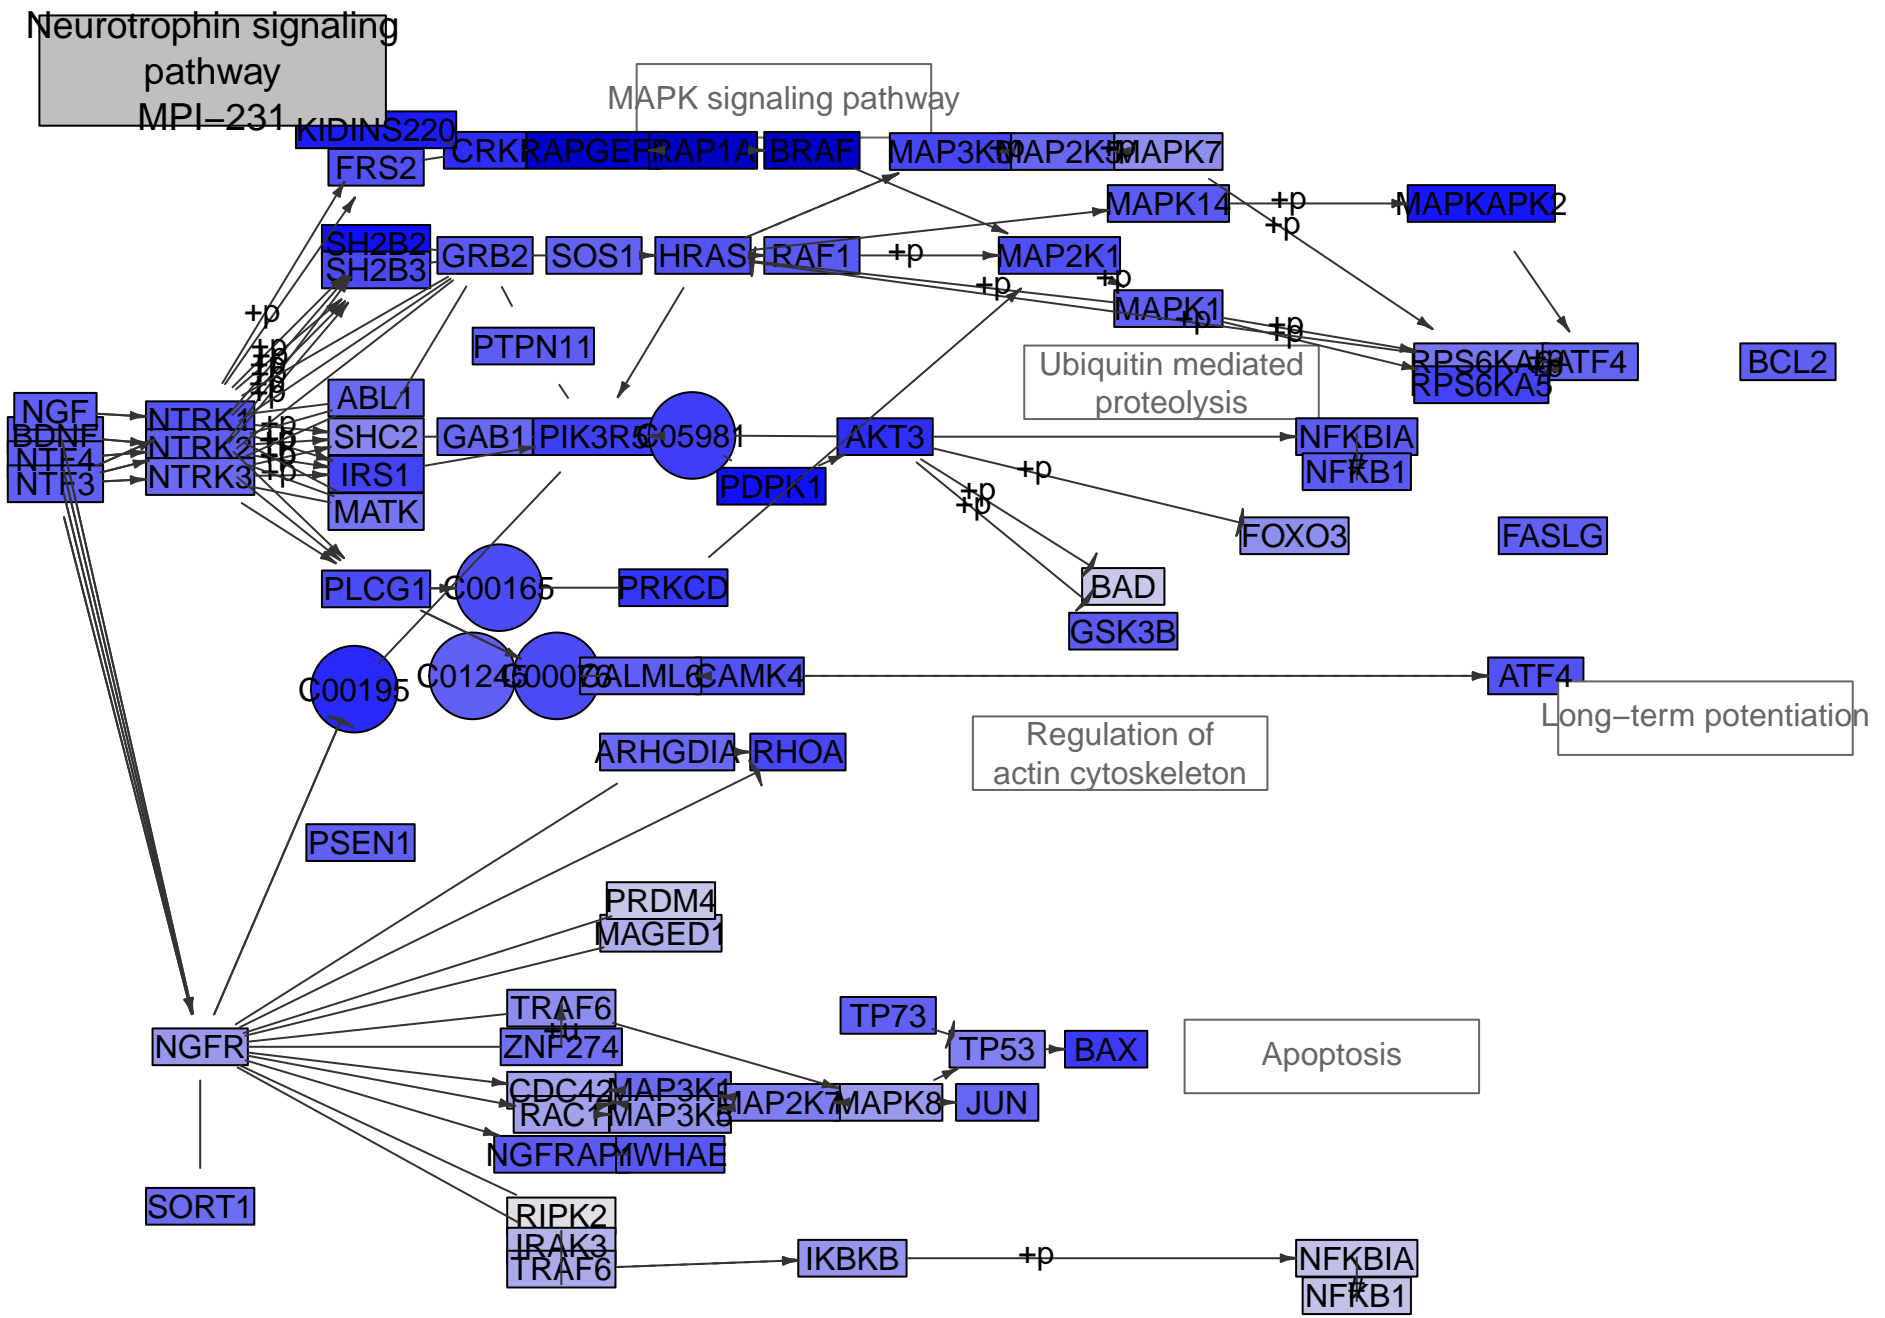 Neurotrophin signaling
pathway
MPI−231
MAPK signaling pathway
KIDINS220
FRS2
RAP1A
BRAF
MAP3K5
+p
MAP2K5
+p
MAPK7
MAPK14
+p
MAPKAPK2
+p
SH2B2
SH2B3
GRB2
SOS1
HRAS
RAF1
+p
MAP2K1
+p
+p
MAPK1
+p
+p
+p
+p
PTPN11
Ubiquitin mediated
proteolysis
RPS6KA6
RPS6KA5
+p
+p
ATF4
BCL2
+p
+p
+p
+p
+p
NGF
BDNF
NTF4
NTF3
NTRK1
NTRK2
NTRK3
+p
+p
+p
+p
ABL1
SHC2
IRS1
MATK
GAB1
PIK3R5
C05981
PDPK1
AKT3
+p
+p
+p
NFKBIA
NFKB1
FOXO3
FASLG
BAD
GSK3B
PLCG1
C00165
PRKCD
C00195
C01245
C00076
CALML6
CAMK4
ATF4
Long−term potentiation
ARHGDIA
RHOA
Regulation of
actin cytoskeleton
PSEN1
PRDM4
MAGED1
NGFR
TRAF6
+u
ZNF274
CDC42
RAC1
MAP3K1
MAP3K5
MAP2K7
MAPK8
JUN
TP73
TP53
BAX
Apoptosis
NGFRAP1
YWHAE
SORT1
RIPK2
IRAK3
TRAF6
IKBKB
+p
NFKBIA
NFKB1